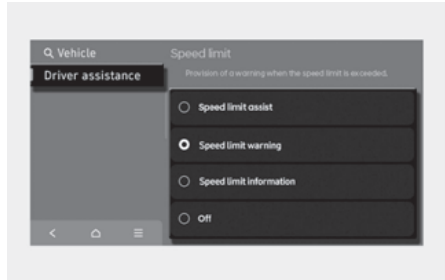 Vehicle
Speed limit
Driver assistance
Provision of a warning when the speed limit is exceeded.
Speed limit assist
Speed limit warning
Speed limit information
Off